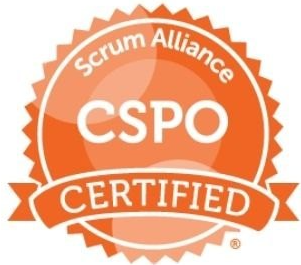 Scrum Alliance
CSPO
CERTIFIED
®